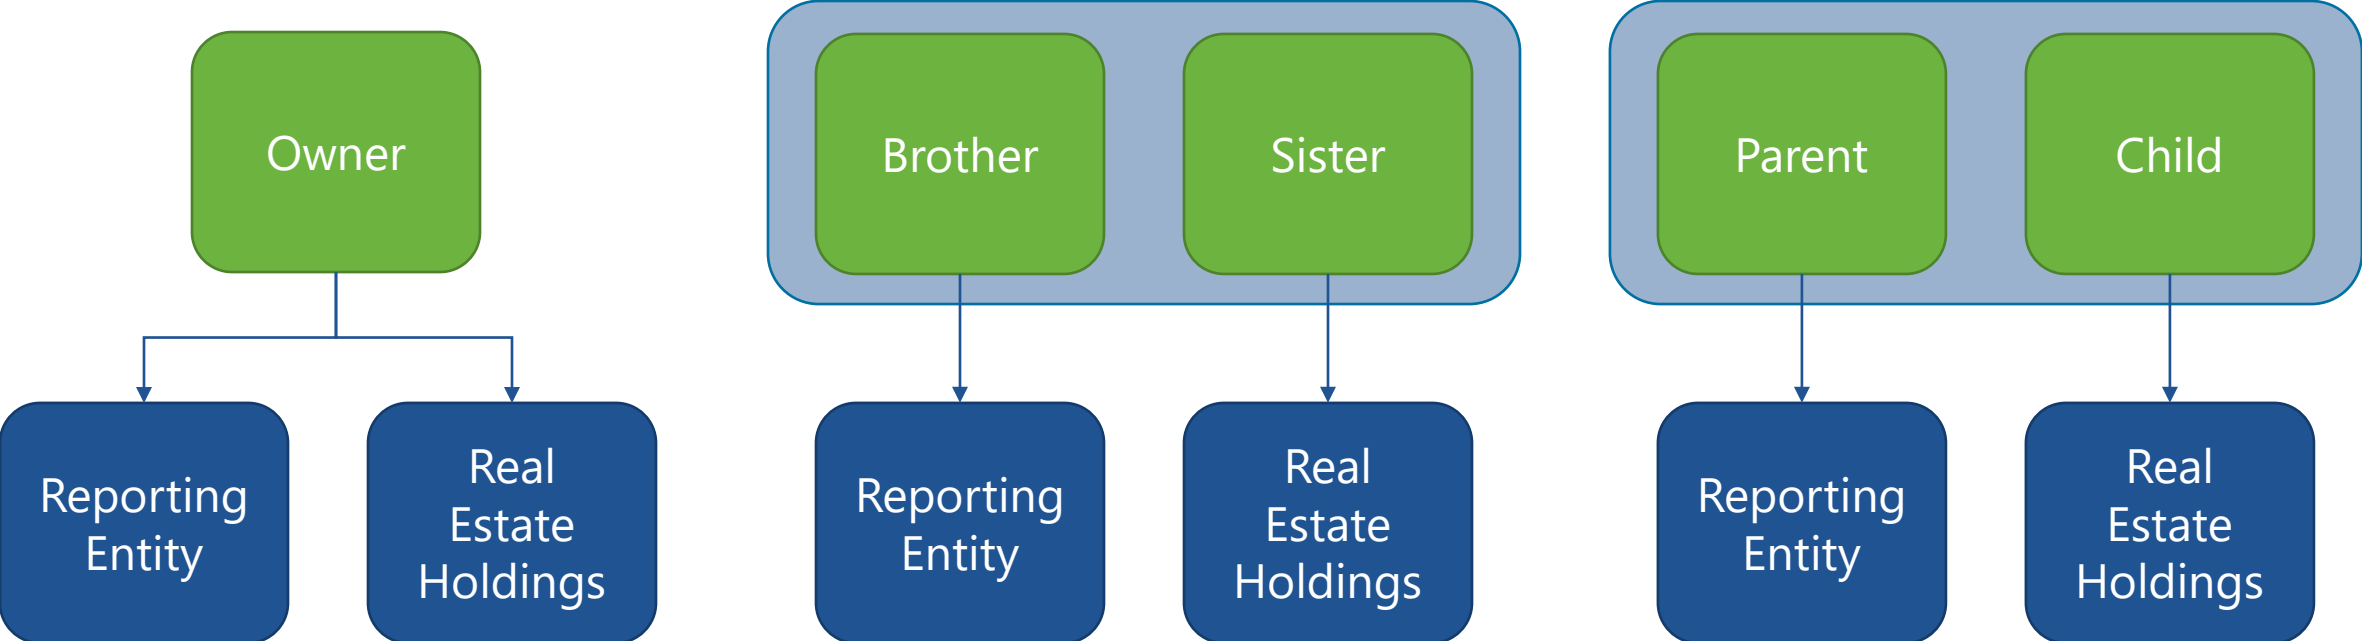 Owner
Brother
Sister
Parent
Child
Reporting
Entity
Real
Estate
Holdings
Reporting
Entity
Real
Estate
Holdings
Reporting
Entity
Real
Estate
Holdings